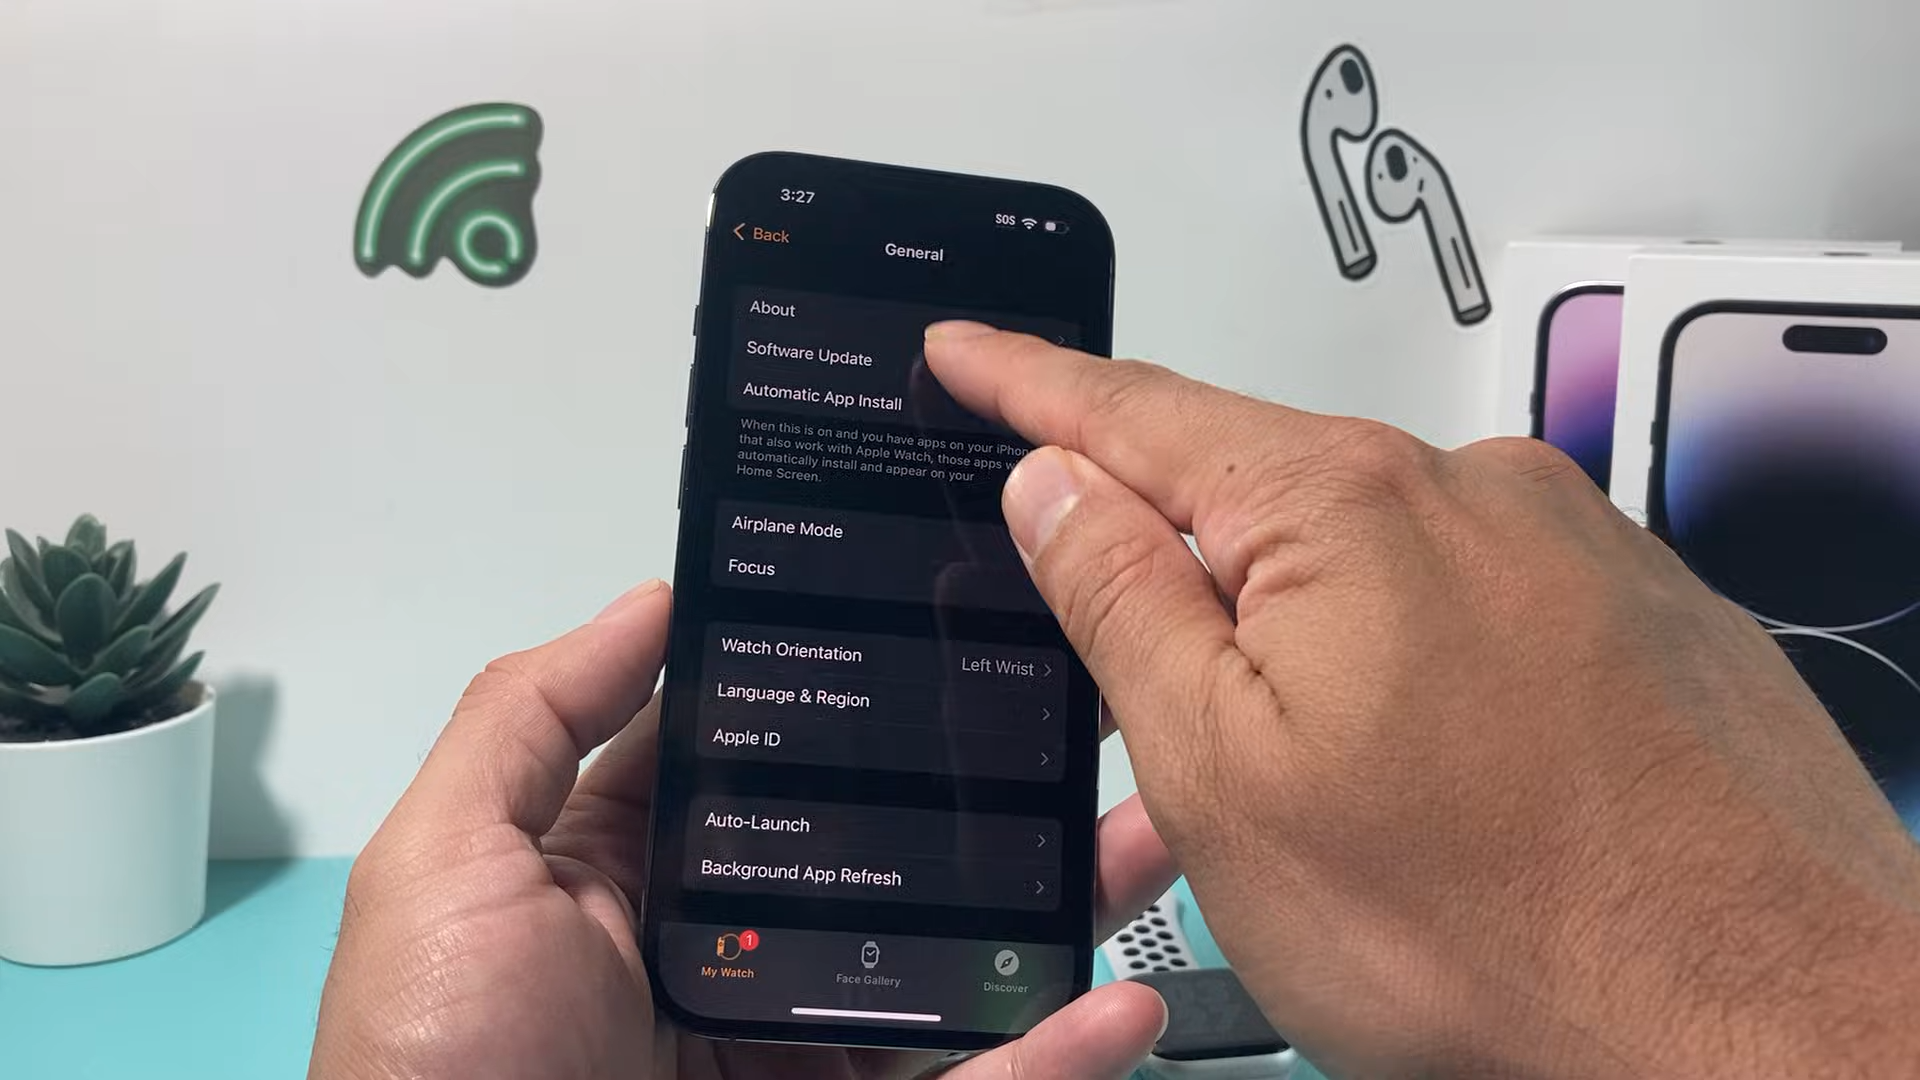 3:27
SOS
Back
General
About
Software Update
Automatic App Install
When this is on and you have apps on your
that also work with Apple Watch, those apps
automatically install and appear on your
Home Screen.
Airplane Mode
Focus
Watch Orientation Left Wrist
Language & Region
Apple ID
Auto-Launch
Background App Refresh
1
My Watch Face Gallery Discover